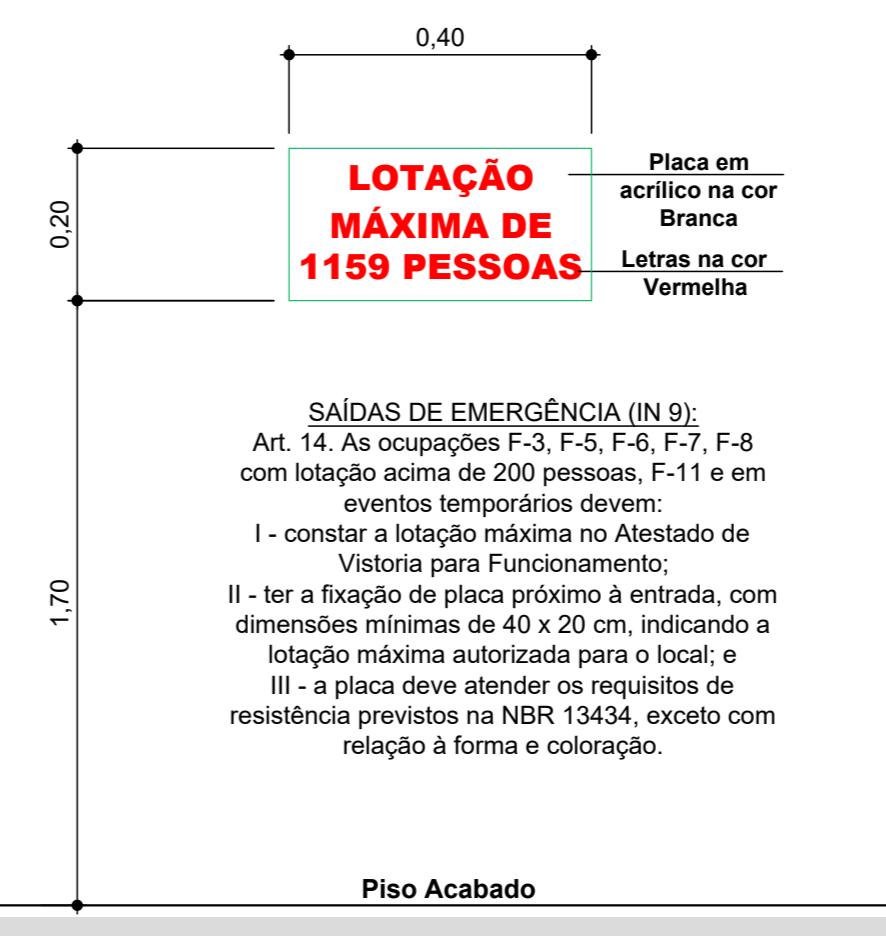 0,40
LOTAÇÃO
MÁXIMA DE
1159 PESSOAS
Placa em
acrílico na cor
Branca
Letras na cor
Vermelha
0,20
SAÍDAS DE EMERGÊNCIA (IN 9):
Art. 14. As ocupações F-3, F-5, F-6, F-7, F-8
com lotação acima de 200 pessoas, F-11 e em
eventos temporários devem:
I - constar a lotação máxima no Atestado de
Vistoria para Funcionamento;
II - ter a fixação de placa próximo à entrada, com
dimensões mínimas de 40 x 20 cm, indicando a
lotação máxima autorizada para o local; e
III - a placa deve atender os requisitos de
resistência previstos na NBR 13434, exceto com
relação à forma e coloração.
1,70
Piso Acabado